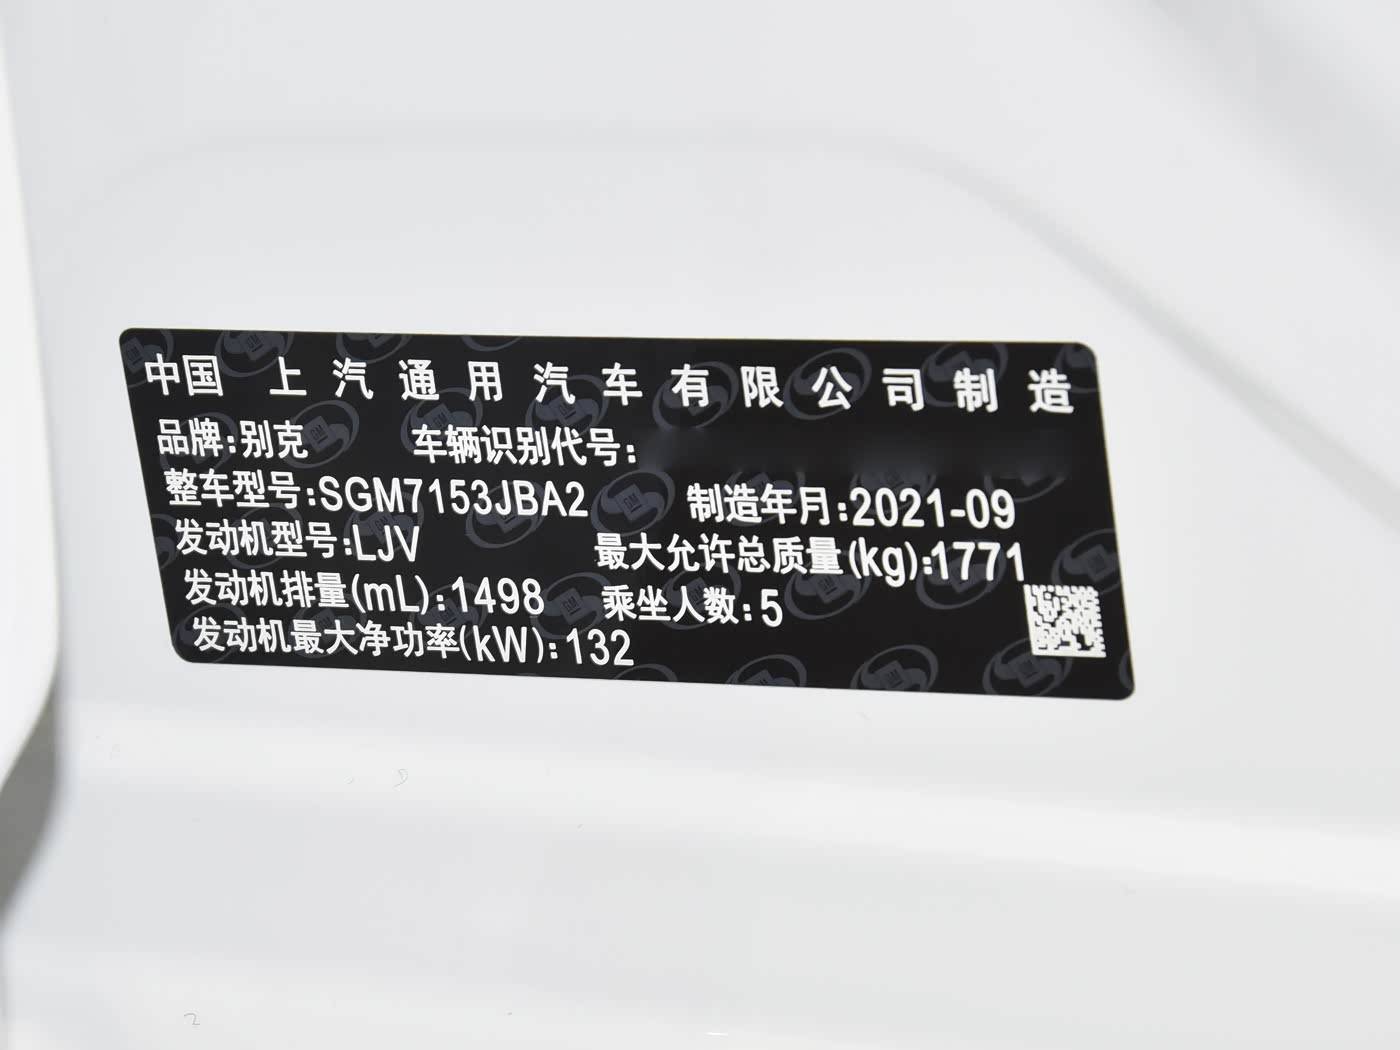 中国 上汽通用汽车有限公司制造
品牌:别克 车辆识别代号:
整车型号:SGM7153JBA2 制造年月:2021-09
发动机型号:LJV 最大允许总质量(kg):1771
发动机排量(mL):1498 乘坐人数:5
发动机最大净功率(kW):132